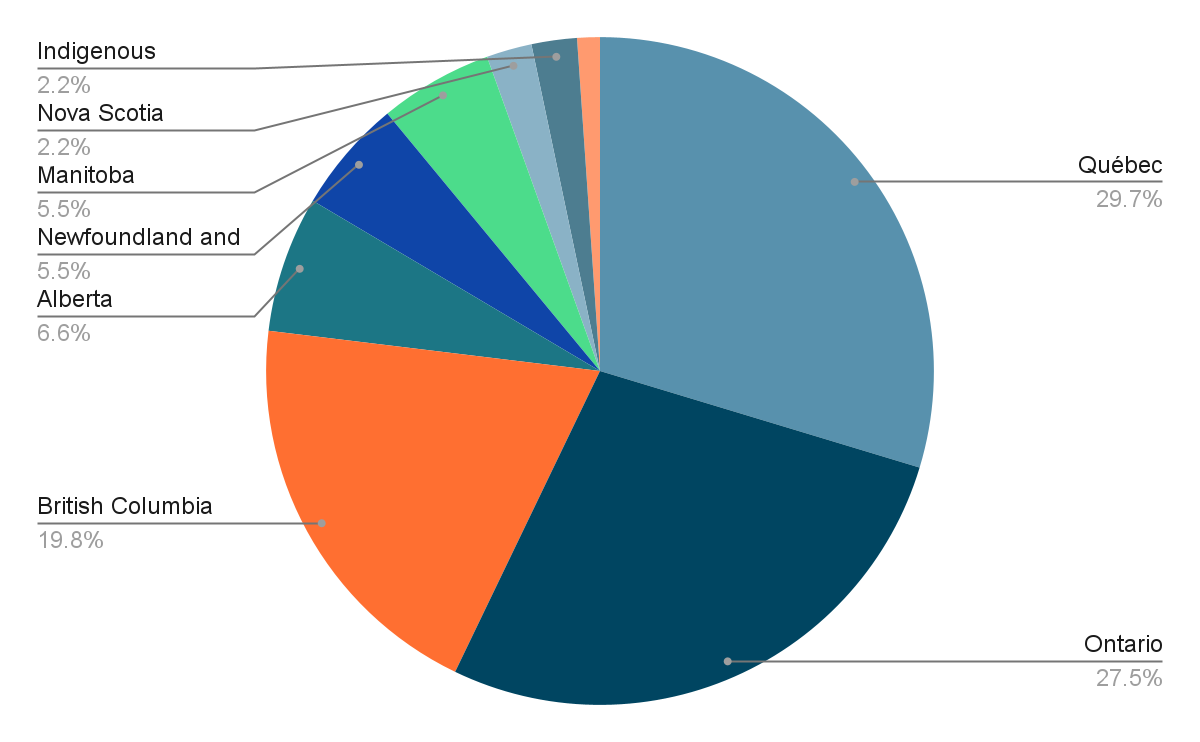 Indigenous
2.2%
Nova Scotia
2.2%
Manitoba
5.5%
Newfoundland and
5.5%
Alberta
6.6%
British Columbia
19.8%
Québec
29.7%
Ontario
27.5%